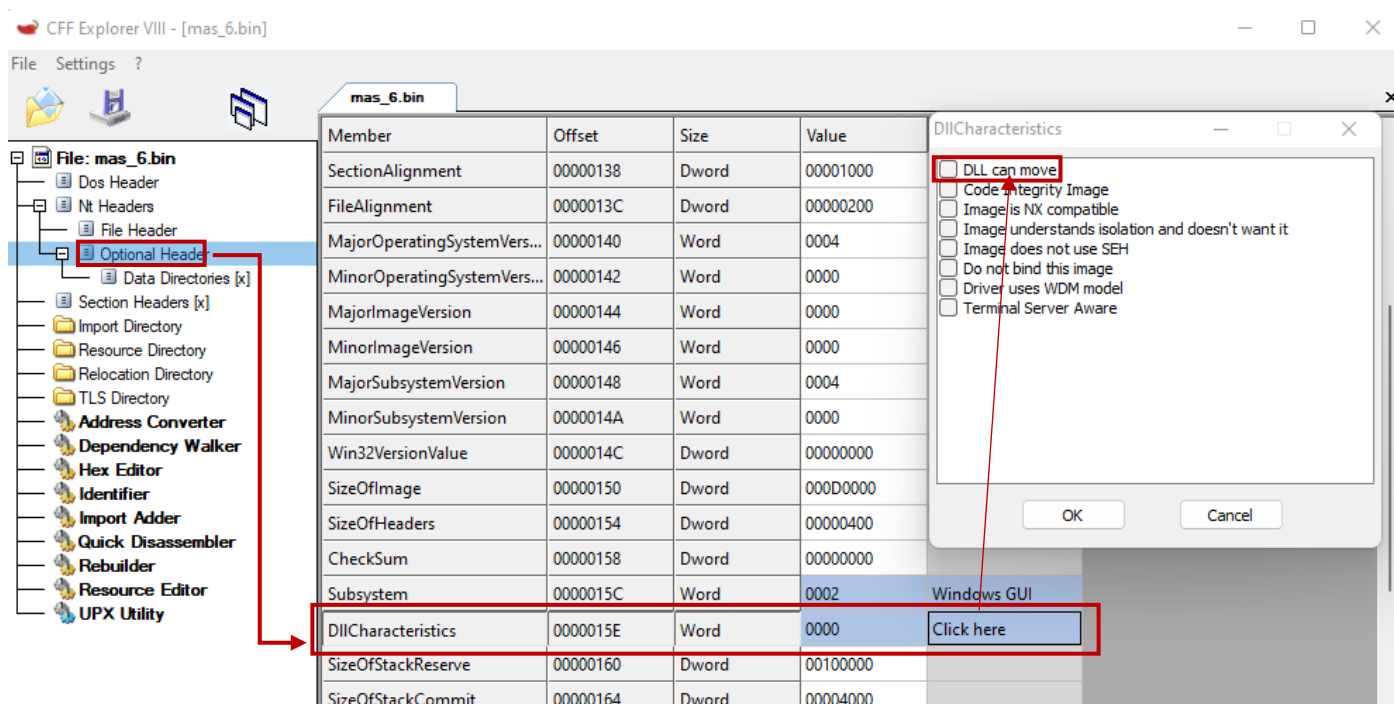 CFF Explorer VIII - [mas_6.bin]
File Settings ?
mas_6.bin
File: mas_6.bin
Dos Header
Nt Headers
File Header
Optional Header
Data Directories [x]
Section Headers [x]
Import Directory
Resource Directory
Relocation Directory
TLS Directory
Address Converter
Dependency Walker
Hex Editor
Identifier
Import Adder
Quick Disassembler
Rebuilder
Resource Editor
UPX Utility
Member Offset Size Value
SectionAlignment 00000138 Dword 00001000
FileAlignment 0000013C Dword 00000200
MajorOperatingSystemVers... 00000140 Word 0004
MinorOperatingSystemVers... 00000142 Word 0000
MajorImageVersion 00000144 Word 0000
MinorImageVersion 00000146 Word 0000
MajorSubsystemVersion 00000148 Word 0004
MinorSubsystemVersion 0000014A Word 0000
Win32VersionValue 0000014C Dword 00000000
SizeOfImage 00000150 Dword 000D0000
SizeOfHeaders 00000154 Dword 00000400
CheckSum 00000158 Dword 00000000
Subsystem 0000015C Word 0002 Windows GUI
DllCharacteristics 0000015E Word 0000 Click here
SizeOfStackReserve 00000160 Dword 00100000
SizeOfStackCommit 00000164 Dword 00004000
DllCharacteristics
DLL can move
Code Integrity Image
Image is NX compatible
Image understands isolation and doesn't want it
Image does not use SEH
Do not bind this image
Driver uses WDM model
Terminal Server Aware
OK Cancel